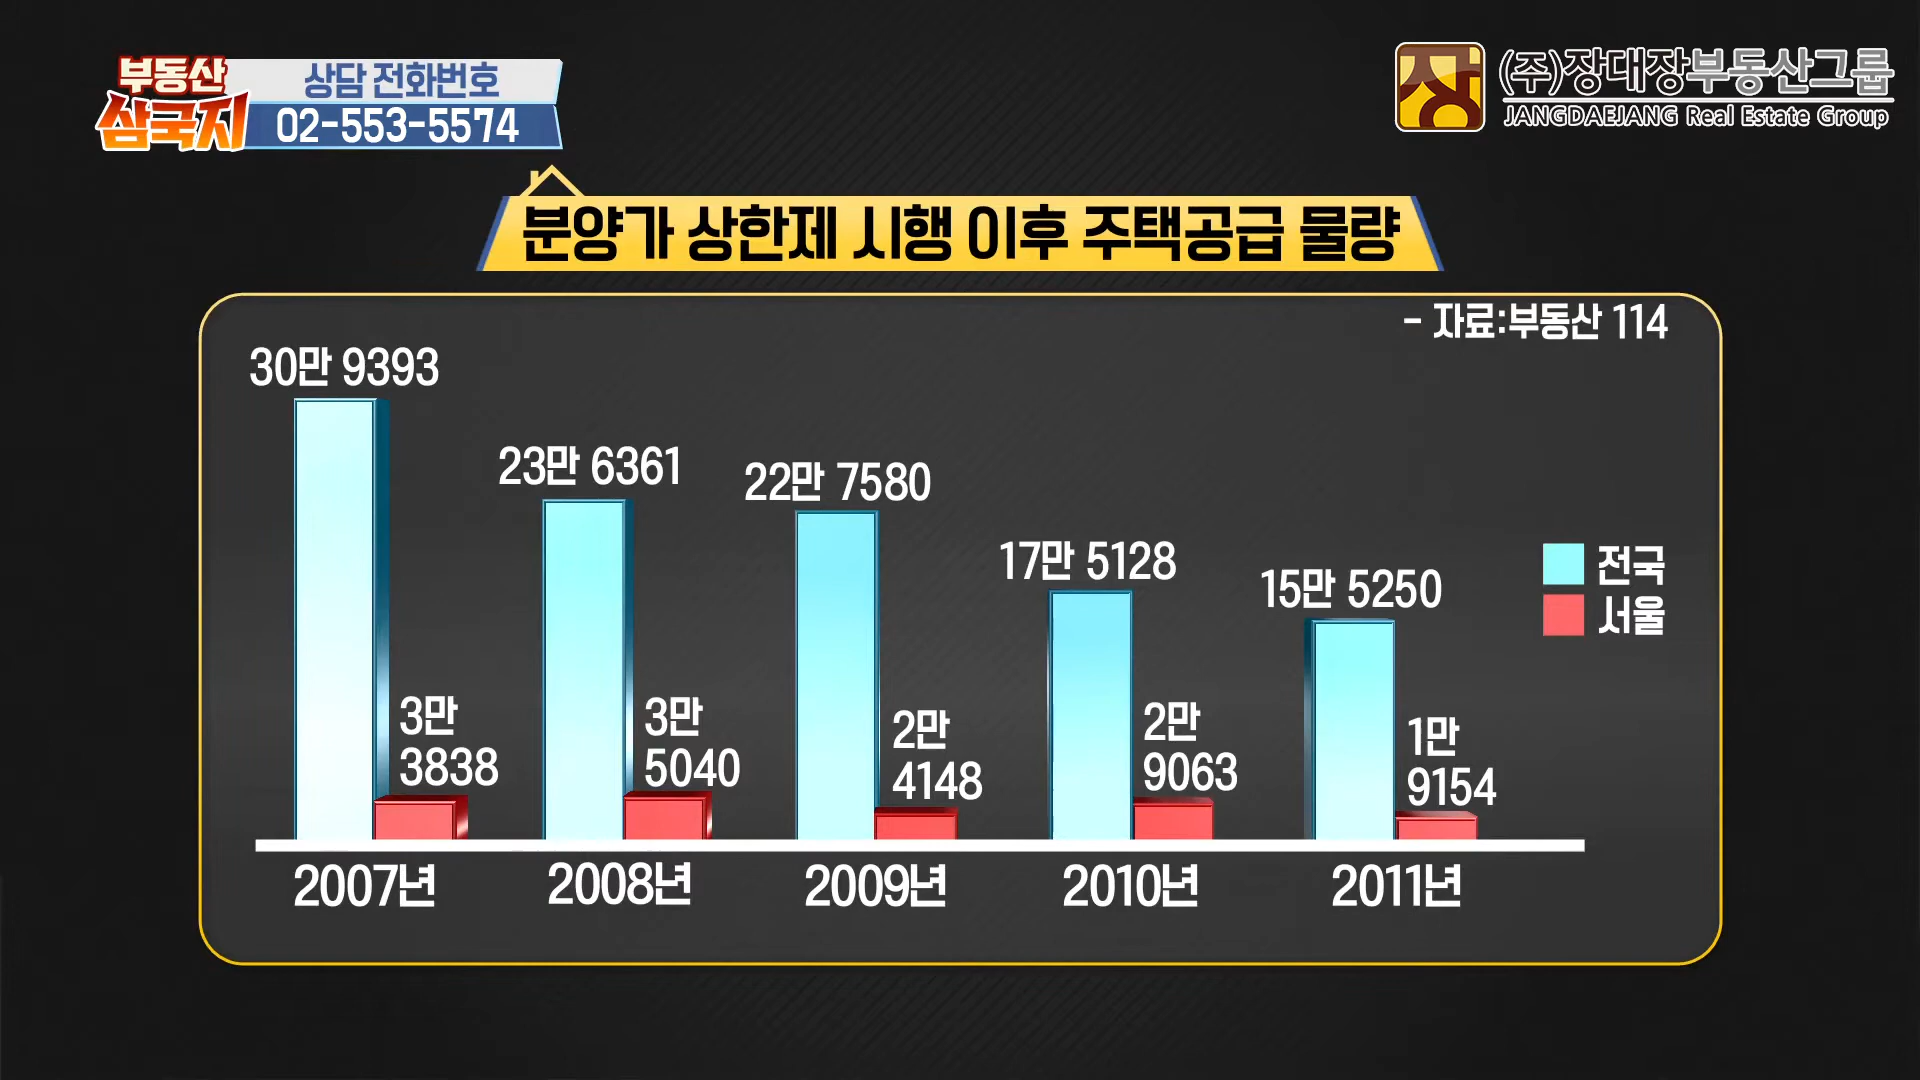 부동산
삼국지
상담 전화번호
02-553-5574
장
(주)장대장부동산그룹
JANGDAEJANG Real Estate Group
분양가 상한제 시행 이후 주택공급 물량
- 자료:부동산 114
30만 9393
23만 6361
22만 7580
17만 5128
15만 5250
전국
서울
3만
3838
3만
5040
2만
4148
2만
9063
1만
9154
2007년
2008년
2009년
2010년
2011년